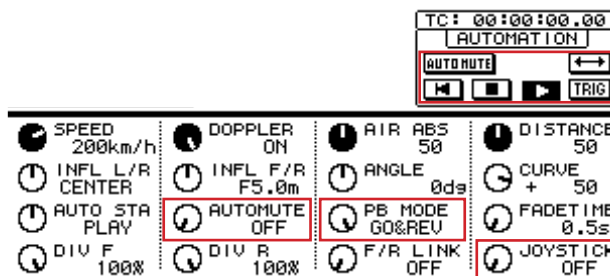 TC: 00:00:00.00
AUTOMATION
AUTOMUTE
TRIG
SPEED DOPPLER AIR ABS DISTANCE
200km/h ON 50 50
INFL L/R INFL F/R ANGLE CURVE
CENTER F5.0m 0dg + 50
AUTO STA AUTOMUTE PB MODE FADETIME
PLAY OFF GO&REV 0.5s
DIV F DIV R F/R LINK JOYSTICK
100% 100% OFF OFF